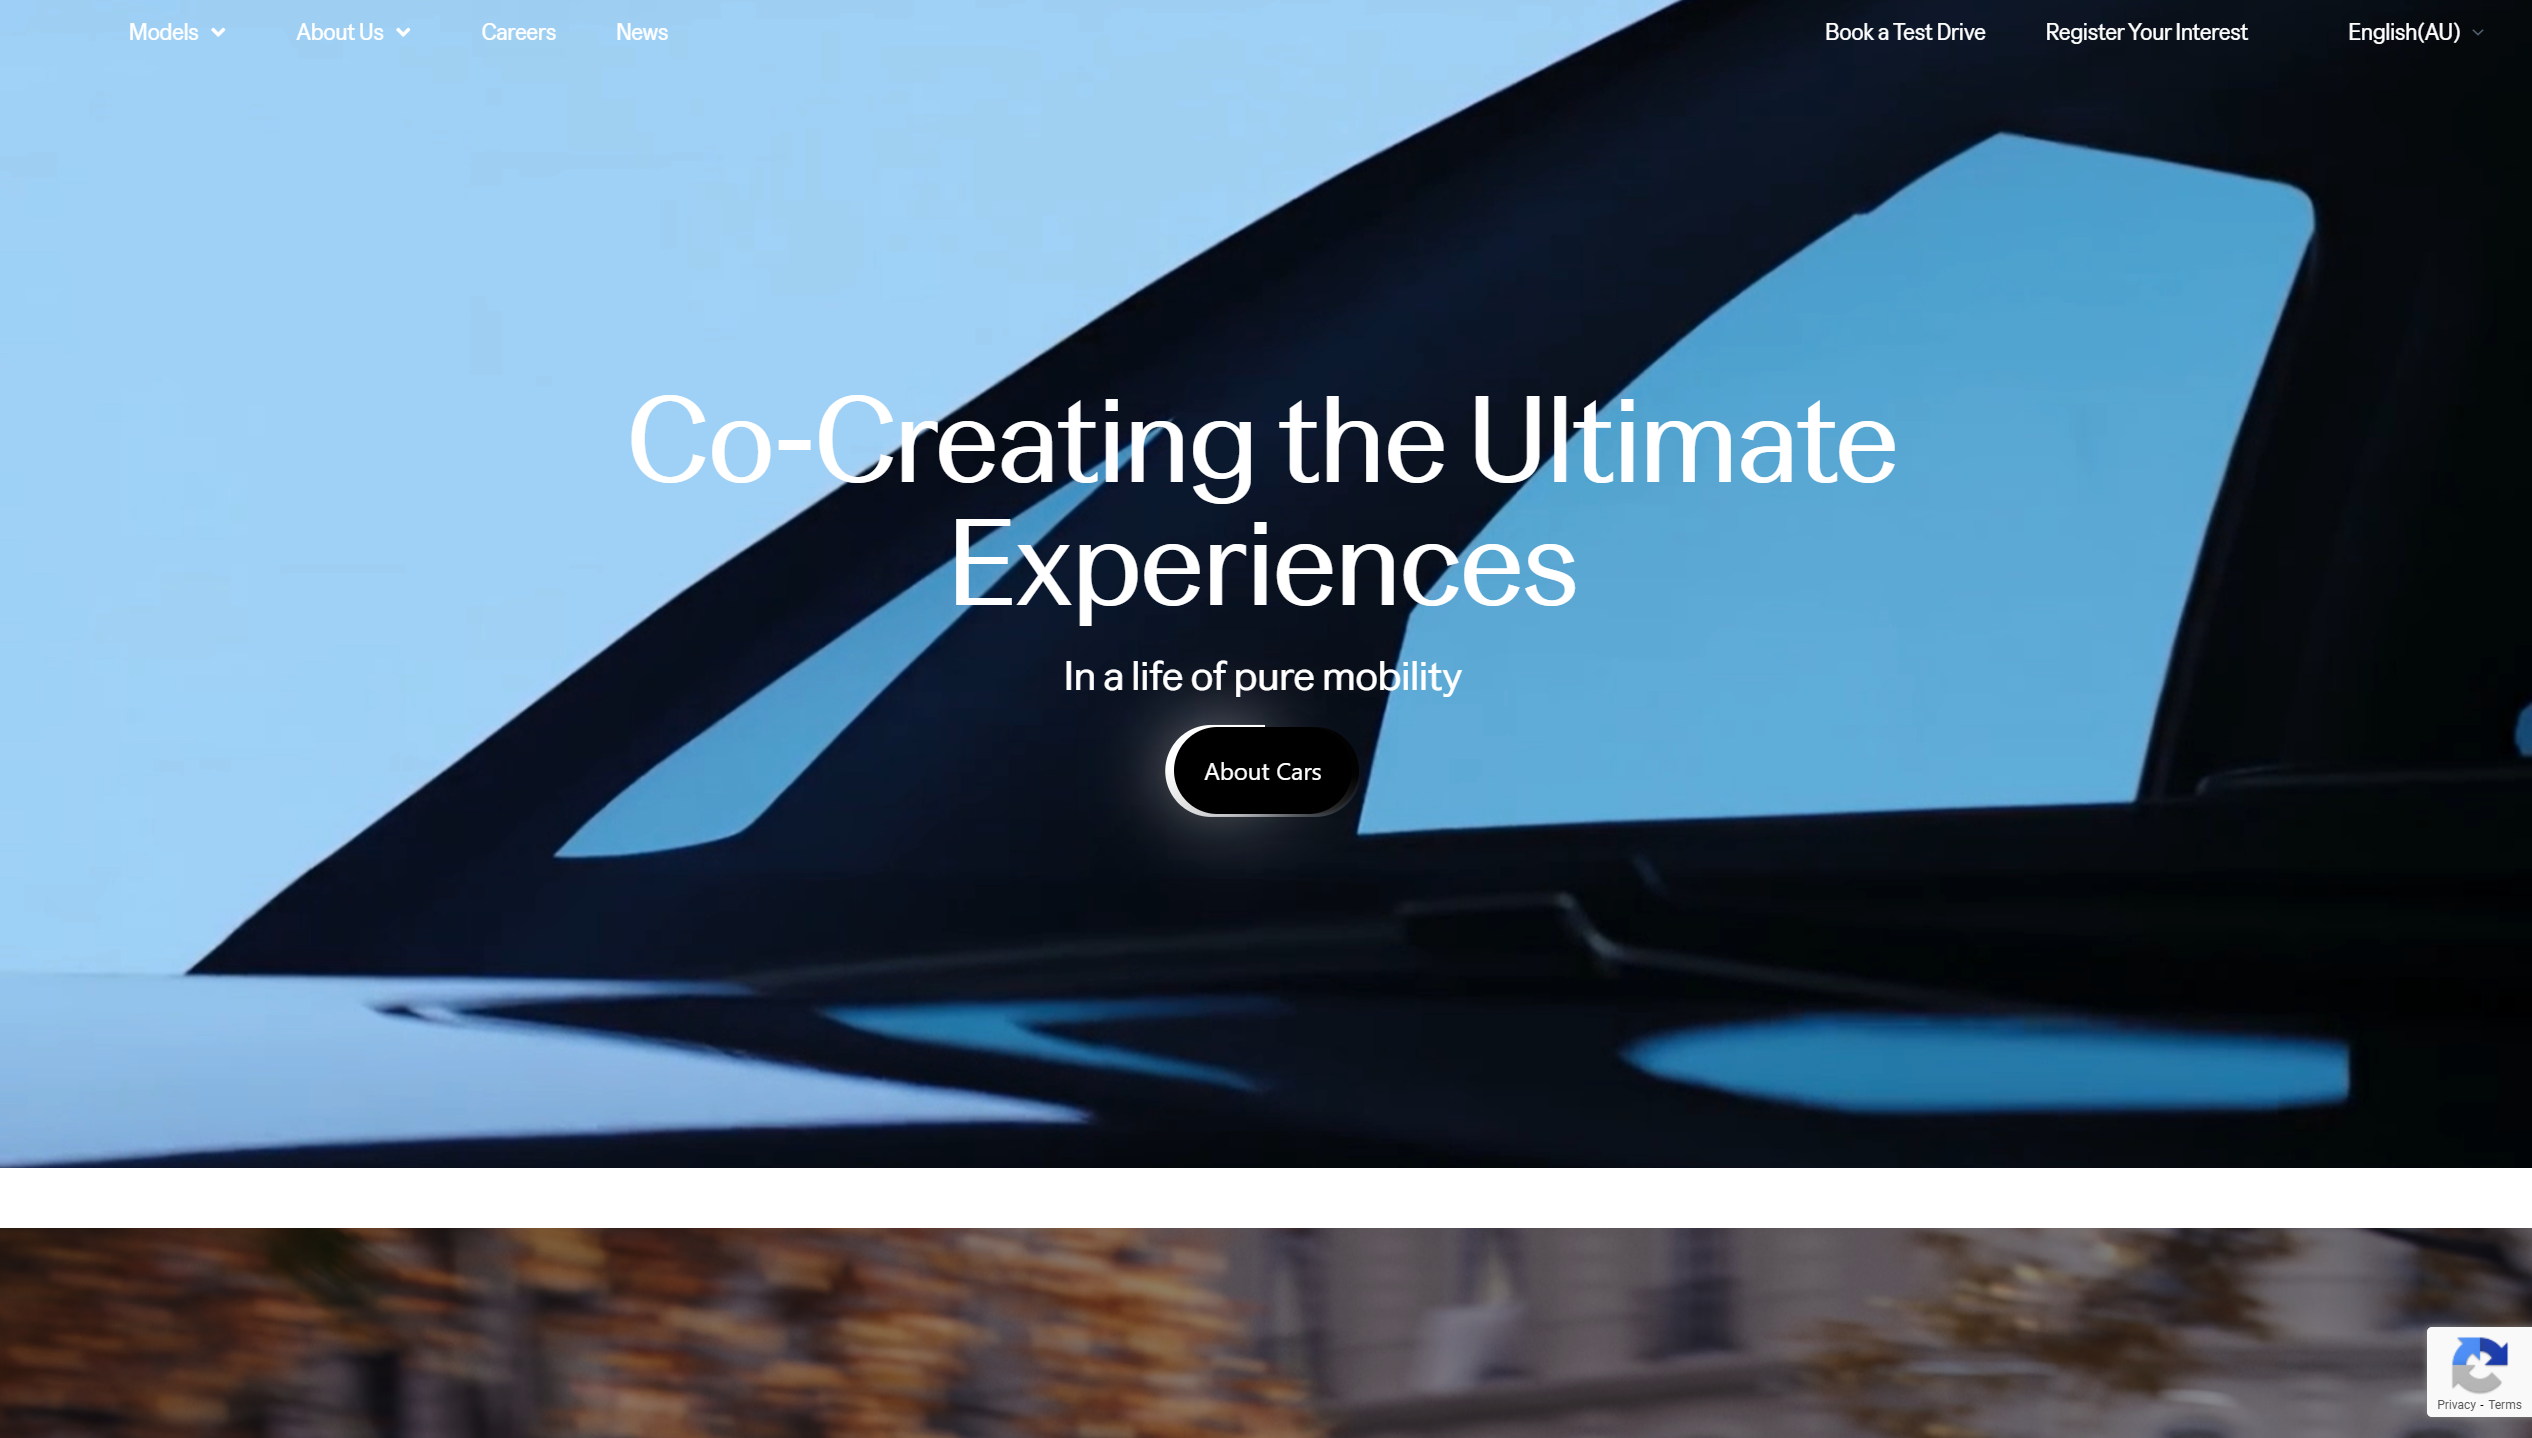 Models
About Us
Careers
News
Book a Test Drive
Register Your Interest
English(AU)
Co-Creating the Ultimate
Experiences
In a life of pure mobility
About Cars
Privacy - Terms